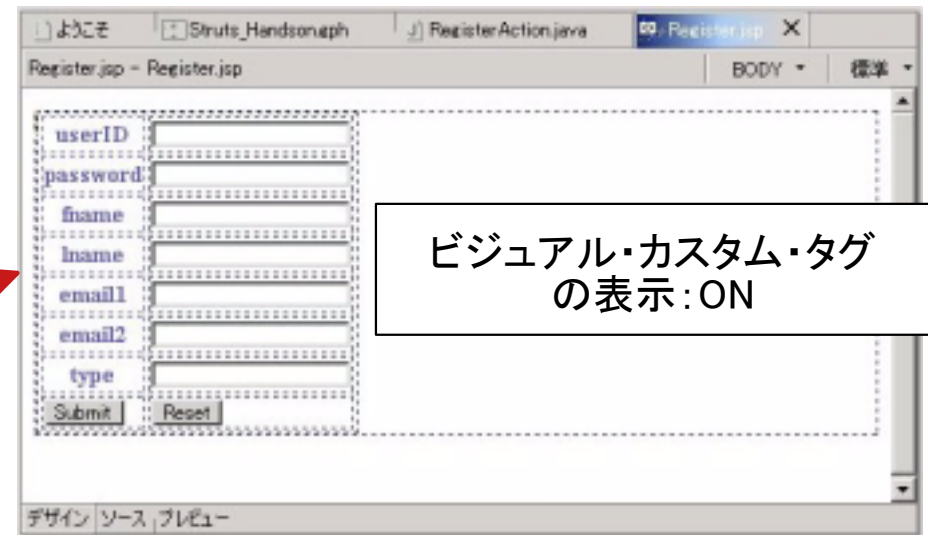 ようこそ Struts_Handson.gph RegisterAction.java Register.jsp
Register.jsp - Register.jsp BODY 標準
userID
password
fname
lname
email1
email2
type
Submit Reset
ビジュアル・カスタム・タグ
の表示:ON
デザイン ソース プレビュー